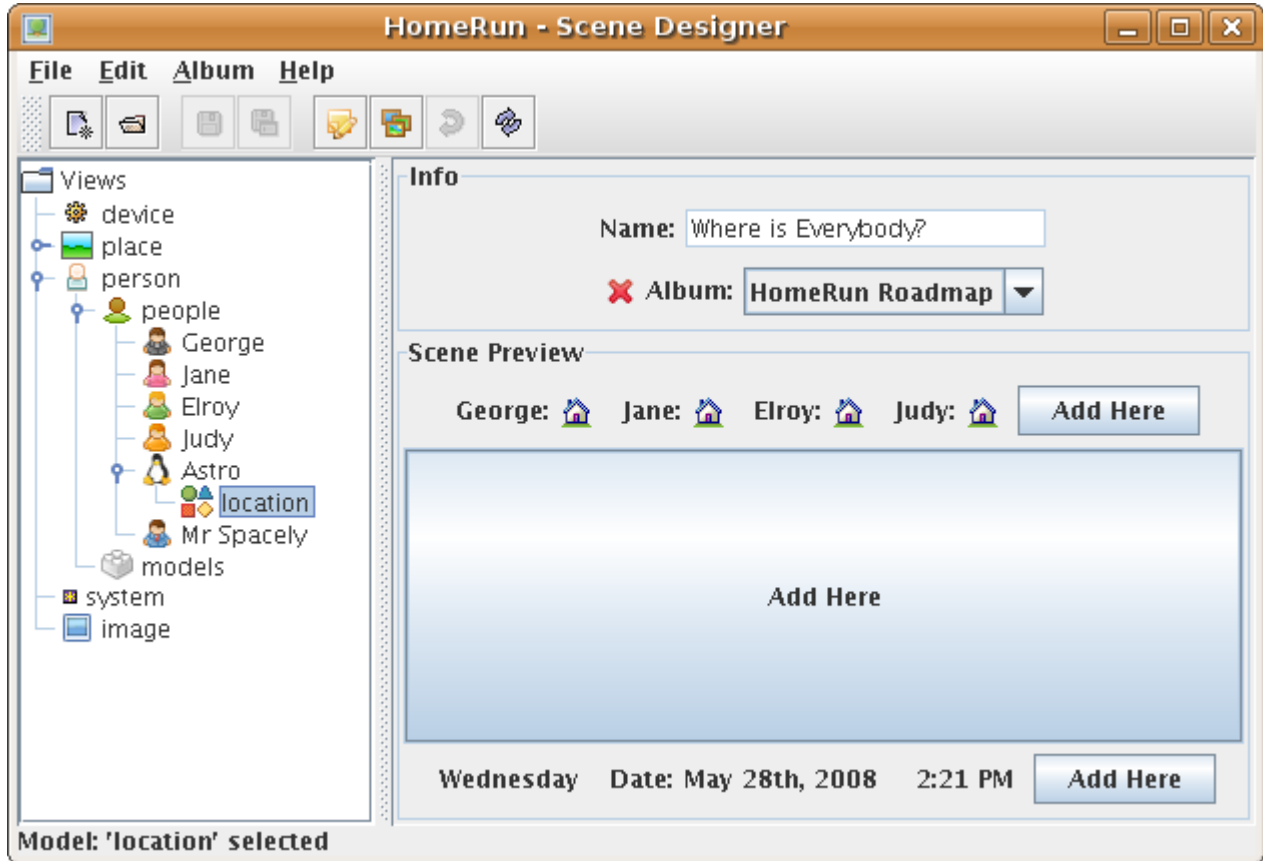 HomeRun - Scene Designer
File Edit Album Help
Views
device
place
person
people
George
Jane
Elroy
Judy
Astro
location
Mr Spacely
models
system
image
Info
Name: Where is Everybody?
Album: HomeRun Roadmap
Scene Preview
George: Jane: Elroy: Judy: Add Here
Add Here
Wednesday Date: May 28th, 2008 2:21 PM Add Here
Model: 'location' selected